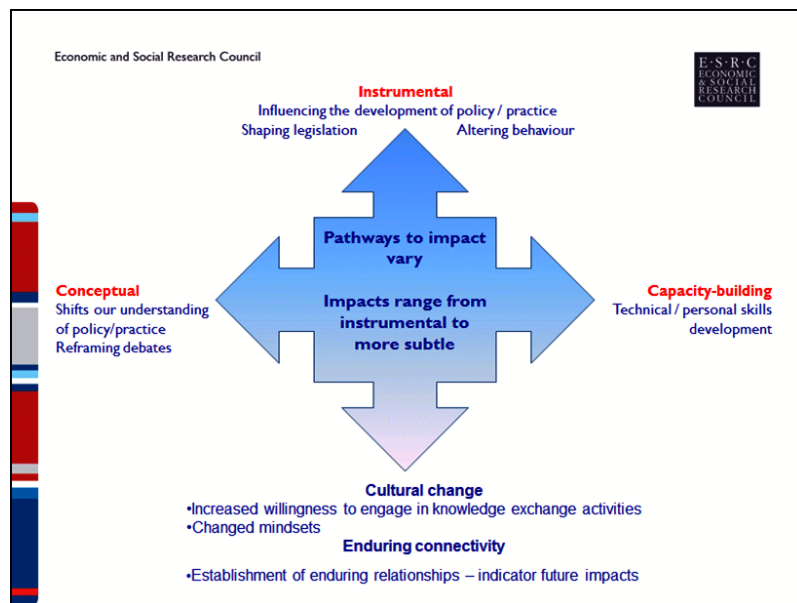 Economic and Social Research Council
E·S·R·C
ECONOMIC
& SOCIAL
RESEARCH
COUNCIL
Instrumental
Influencing the development of policy / practice
Shaping legislation Altering behaviour
Pathways to impact
vary
Impacts range from
instrumental to
more subtle
Conceptual
Shifts our understanding
of policy/practice
Reframing debates
Capacity-building
Technical / personal skills
development
Cultural change
•Increased willingness to engage in knowledge exchange activities
•Changed mindsets
Enduring connectivity
•Establishment of enduring relationships – indicator future impacts